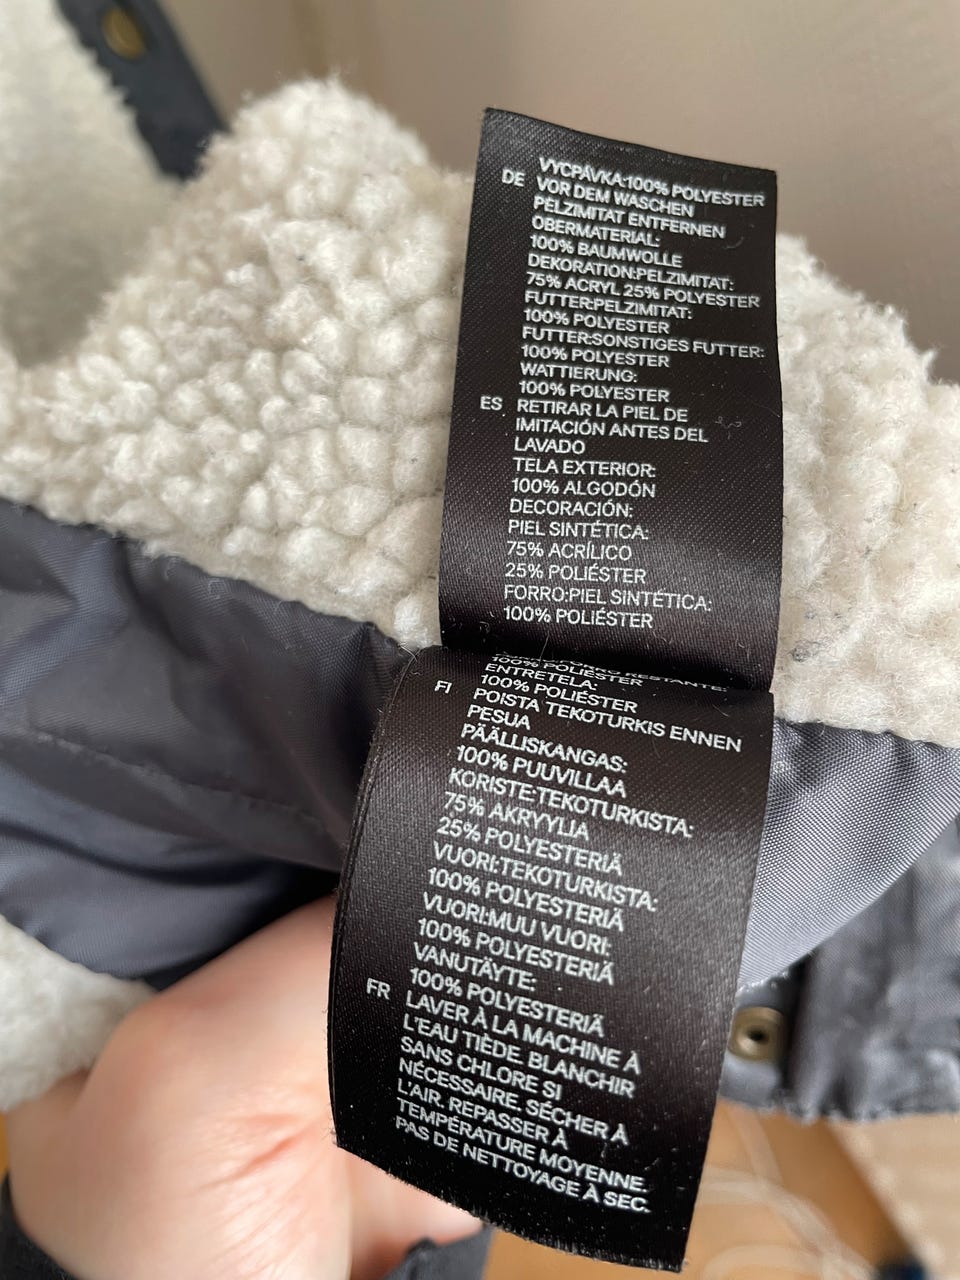 VYCPÁVKA:100% POLYESTER
DE VOR DEM WASCHEN
PELZIMITAT ENTFERNEN
OBERMATERIAL:
100% BAUMWOLLE
DEKORATION:PELZIMITAT:
75% ACRYL 25% POLYESTER
FUTTER:PELZIMITAT:
100% POLYESTER
FUTTER:SONSTIGES FUTTER:
100% POLYESTER
WATTIERUNG:
100% POLYESTER
ES RETIRAR LA PIEL DE
IMITACIÓN ANTES DEL
LAVADO
TELA EXTERIOR:
100% ALGODÓN
DECORACIÓN:
PIEL SINTÉTICA:
75% ACRÍLICO
25% POLIÉSTER
FORRO:PIEL SINTÉTICA:
100% POLIÉSTER
RESTANTE:
100% POLIÉSTER
ENTRETELA:
100% POLIÉSTER
FI POISTA TEKOTURKIS ENNEN
PESUA
PÄÄLLISKANGAS:
100% PUUVILLAA
KORISTE:TEKOTURKISTA:
75% AKRYYLIA
25% POLYESTERIÄ
VUORI:TEKOTURKISTA:
100% POLYESTERIÄ
VUORI:MUU VUORI:
100% POLYESTERIÄ
VANUTÄYTE:
100% POLYESTERIÄ
FR LAVER À LA MACHINE À
L'EAU TIÈDE. BLANCHIR
SANS CHLORE SI
NÉCESSAIRE. SÉCHER À
L'AIR. REPASSER À
TEMPÉRATURE MOYENNE.
PAS DE NETTOYAGE À SEC.